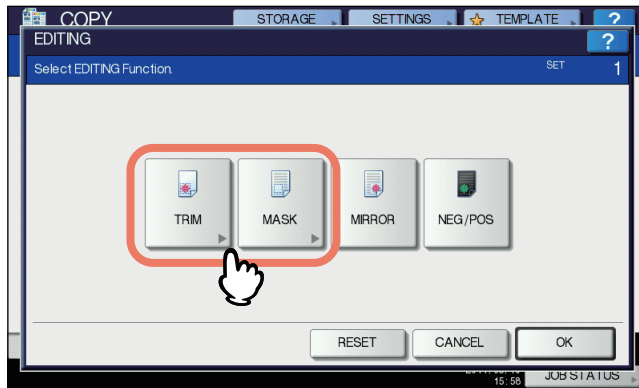 COPY STORAGE SETTINGS TEMPLATE ?
EDITING ?
Select EDITING Function. SET 1
TRIM MASK MIRROR NEG/POS
RESET CANCEL OK
15:58 JOB STATUS